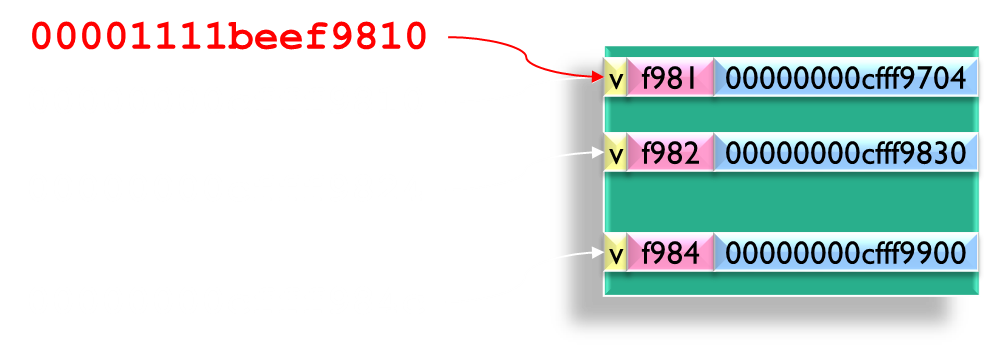 00001111beef9810
v f981 00000000cfff9704
v f982 00000000cfff9830
v f984 00000000cfff9900